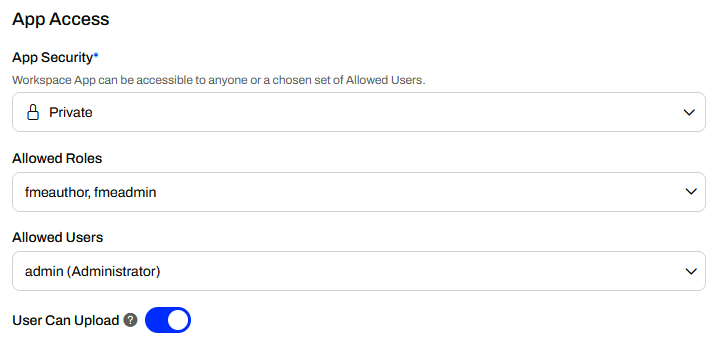 App Access
App Security*
Workspace App can be accessible to anyone or a chosen set of Allowed Users.
Private
Allowed Roles
fmeauthor, fmeadmin
Allowed Users
admin (Administrator)
User Can Upload ?